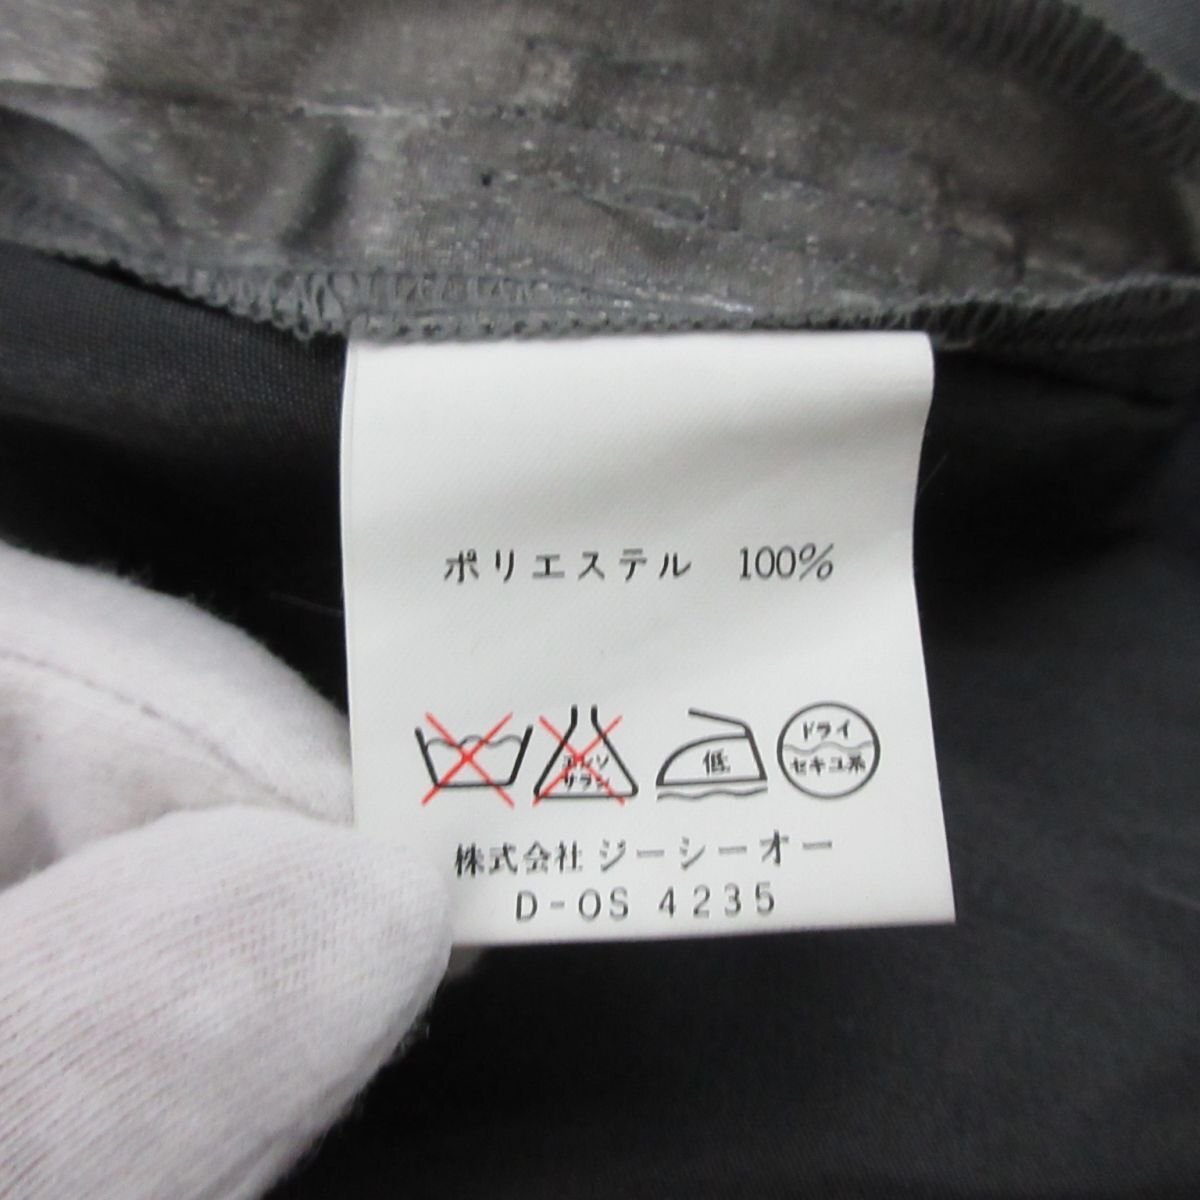 ポリエステル 100%
エンソ
サラシ
低
ドライ
セキユ系
株式会社 ジーシーオー
D-OS 4235